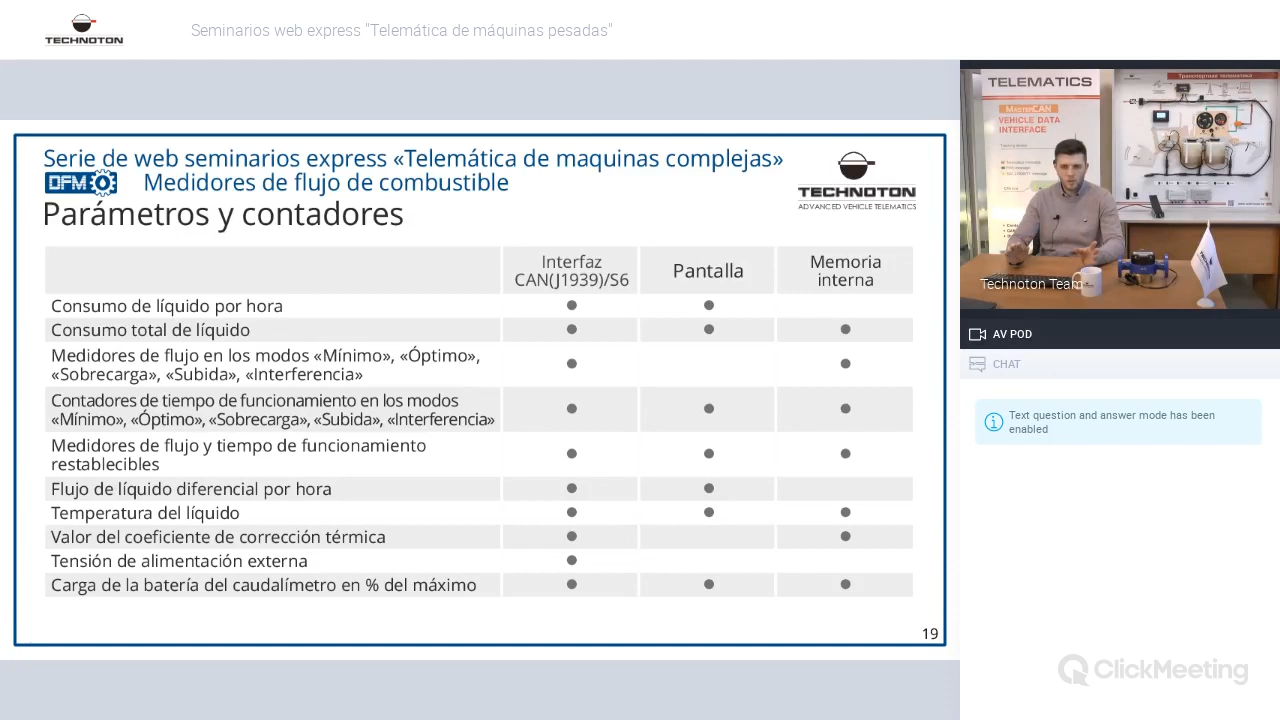 TECHNOTON
Seminarios web express "Telemática de máquinas pesadas"
Serie de web seminarios express «Telemática de maquinas complejas»
DFM Medidores de flujo de combustible
Parámetros y contadores
TECHNOTON
ADVANCED VEHICLE TELEMATICS
Interfaz
CAN(J1939)/S6
Pantalla
Memoria
interna
Consumo de líquido por hora
Consumo total de líquido
Medidores de flujo en los modos «Mínimo», «Óptimo»,
«Sobrecarga», «Subida», «Interferencia»
Contadores de tiempo de funcionamiento en los modos
«Mínimo», «Óptimo», «Sobrecarga», «Subida», «Interferencia»
Medidores de flujo y tiempo de funcionamiento
restablecibles
Flujo de líquido diferencial por hora
Temperatura del líquido
Valor del coeficiente de corrección térmica
Tensión de alimentación externa
Carga de la batería del caudalímetro en % del máximo
19
TELEMATICS
MASTERCAN
VEHICLE DATA
INTERFACE
Транспортная телематика
Technoton Team
AV POD
CHAT
Text question and answer mode has been
enabled
ClickMeeting